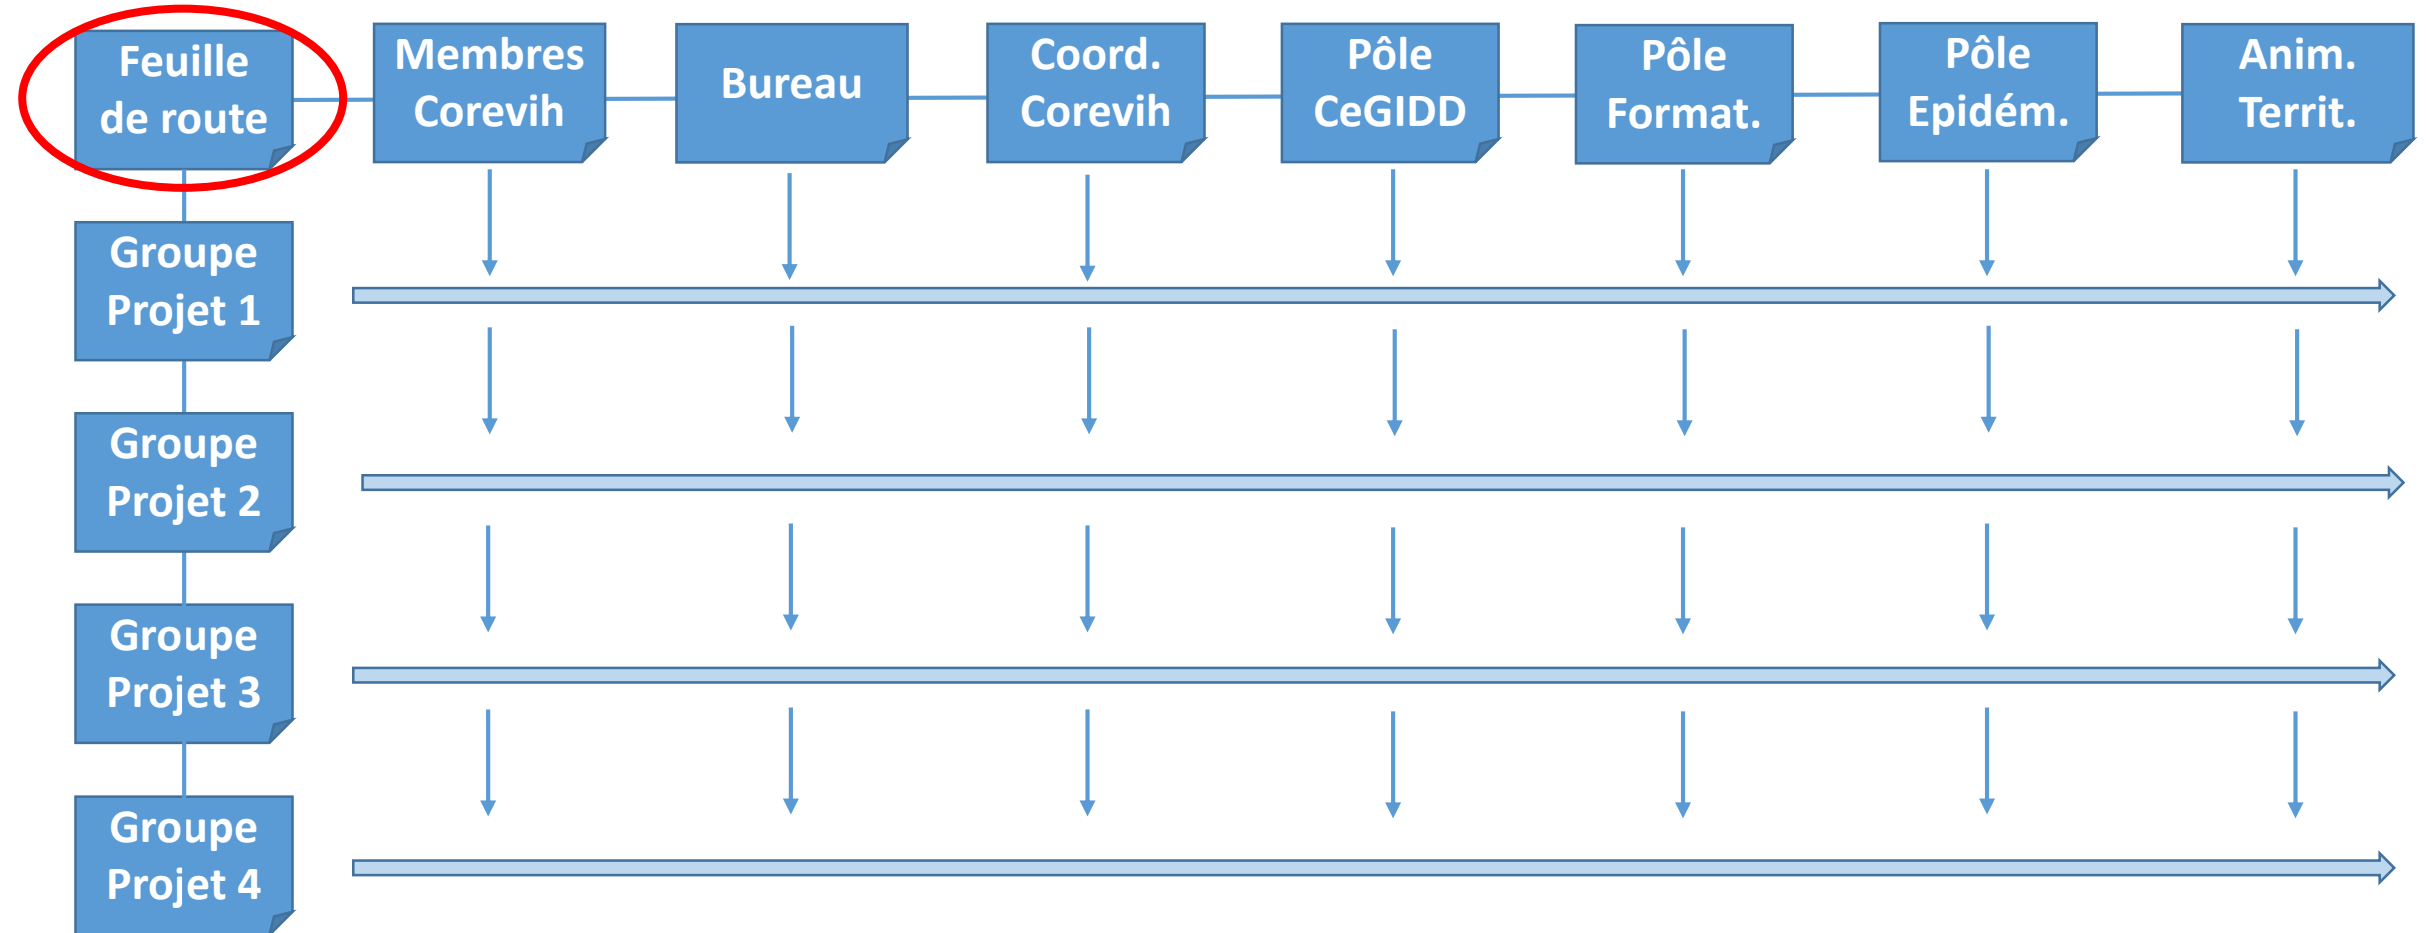 Feuille
de route
Membres
Corevih
Bureau
Coord.
Corevih
Pôle
CeGIDD
Pôle
Format.
Pôle
Epidém.
Anim.
Territ.
Groupe
Projet 1
Groupe
Projet 2
Groupe
Projet 3
Groupe
Projet 4